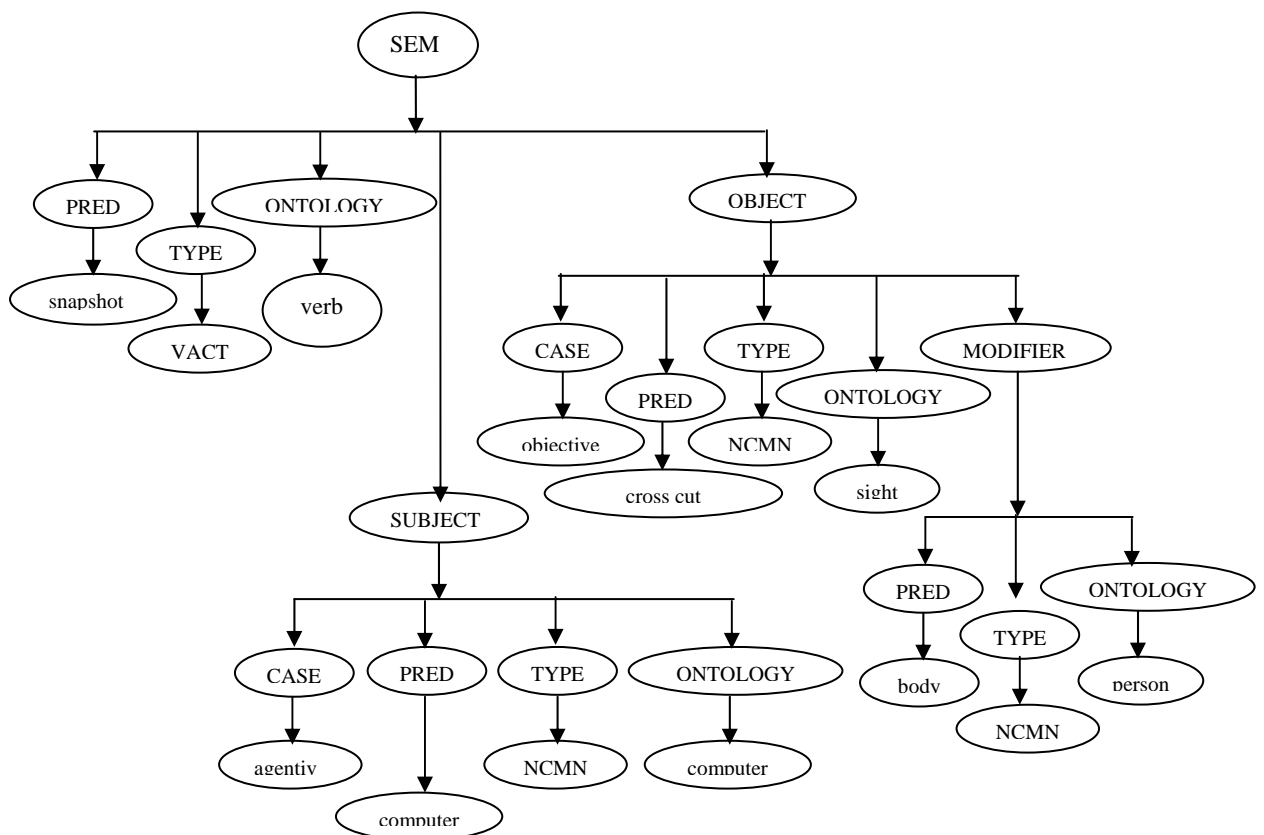 SEM
PRED
ONTOLOGY
OBJECT
TYPE
snapshot
verb
VACT
CASE
TYPE
MODIFIER
PRED
ONTOLOGY
objective
NCMN
cross cut
sight
SUBJECT
PRED
ONTOLOGY
TYPE
CASE
PRED
TYPE
ONTOLOGY
body
person
NCMN
agentiv
NCMN
computer
computer